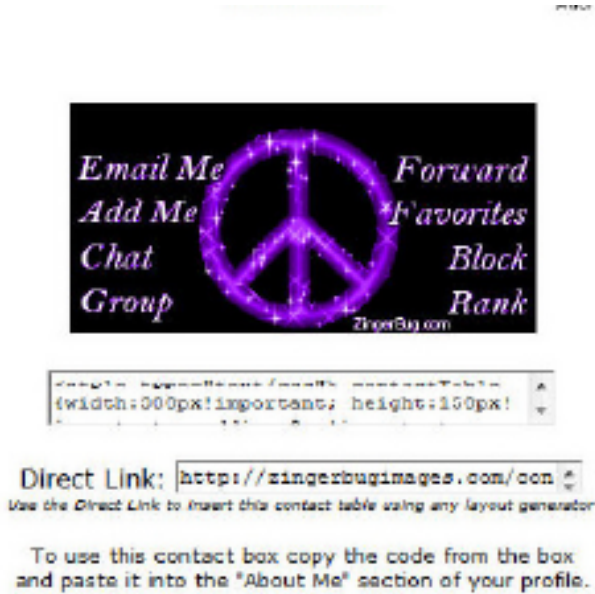 Email Me
Forward
Add Me
Favorites
Chat
Block
Group
Rank
ZingerBug.com
{width:300px!important; height:150px!
Direct Link: http://zingerbugimages.com/con
Use the Direct Link to insert this contact table using any layout generator
To use this contact box copy the code from the box
and paste it into the "About Me" section of your profile.